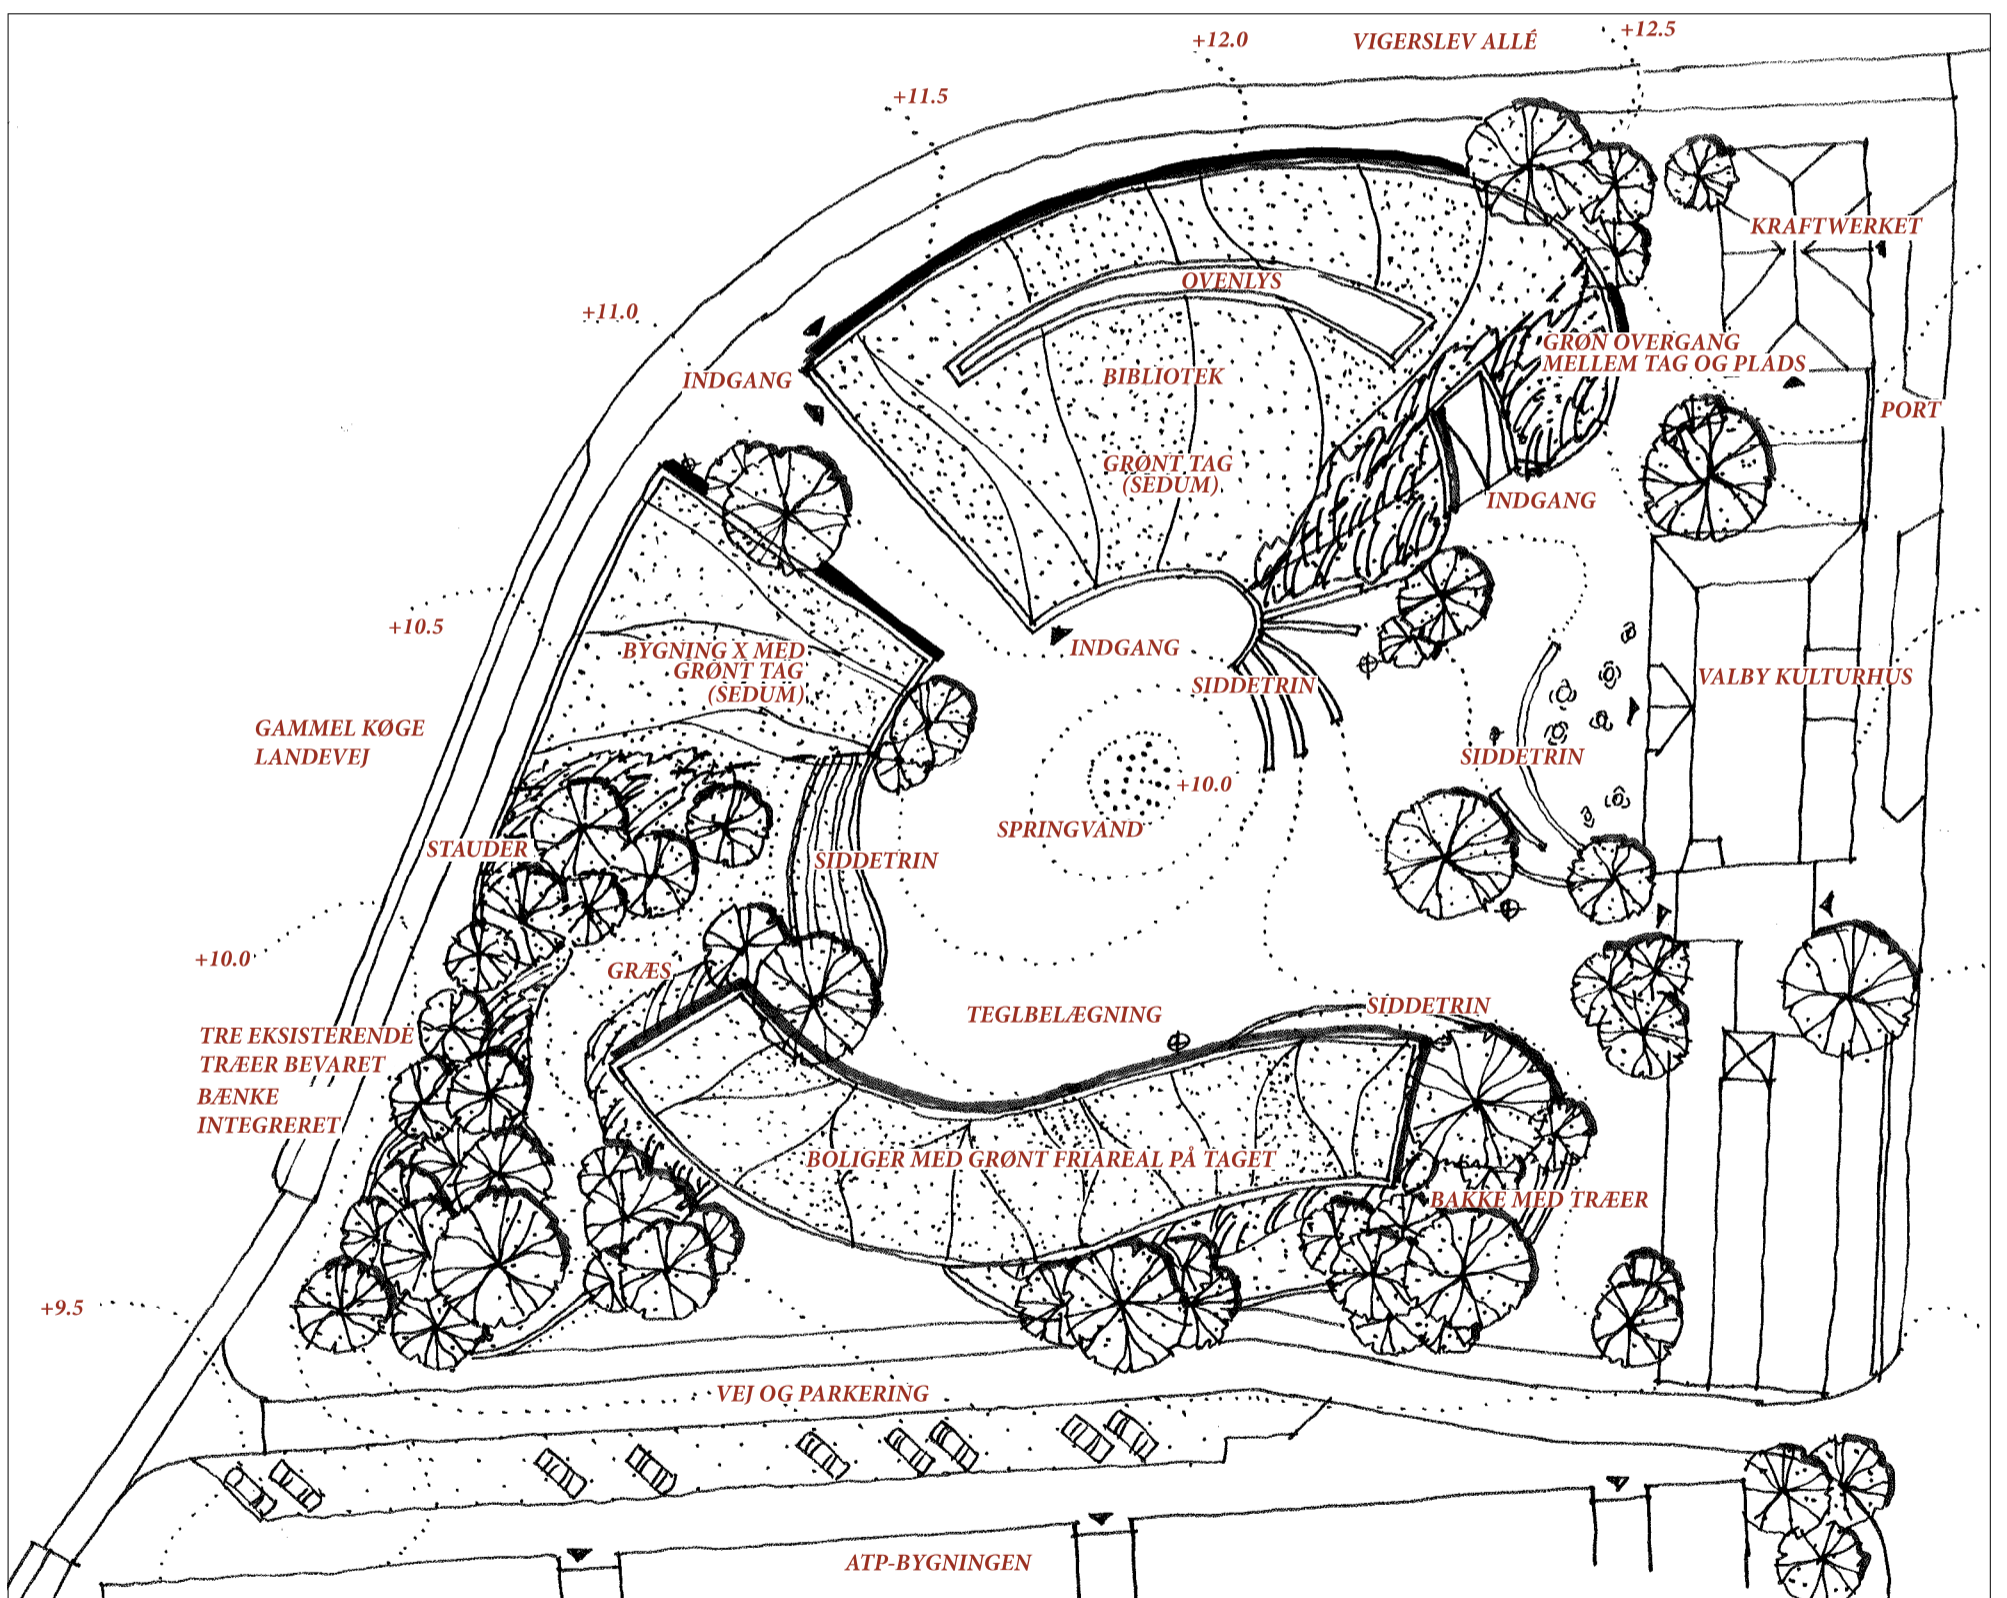 +12.5
+12.0
VIGERSLEV ALLÉ
+11.5
KRAFTWERKET
OVENLYS
+11.0
GRØN OVERGANG
MELLEM TAG OG PLADS
INDGANG
BIBLIOTEK
PORT
GRØNT TAG
(SEDUM)
INDGANG
+10.5
BYGNING X MED
GRØNT TAG
(SEDUM)
INDGANG
SIDDETRIN
VALBY KULTURHUS
GAMMEL KØGE
LANDEVEJ
SIDDETRIN
+10.0
SPRINGVAND
STAUDER
SIDDETRIN
+10.0
GRÆS
TEGLBELÆGNING
SIDDETRIN
TRE EKSISTERENDE
TRÆER BEVARET
BÆNKE
INTEGRERET
BOLIGER MED GRØNT FRIAREAL PÅ TAGET
BAKKE MED TRÆER
+9.5
VEJ OG PARKERING
ATP-BYGNINGEN